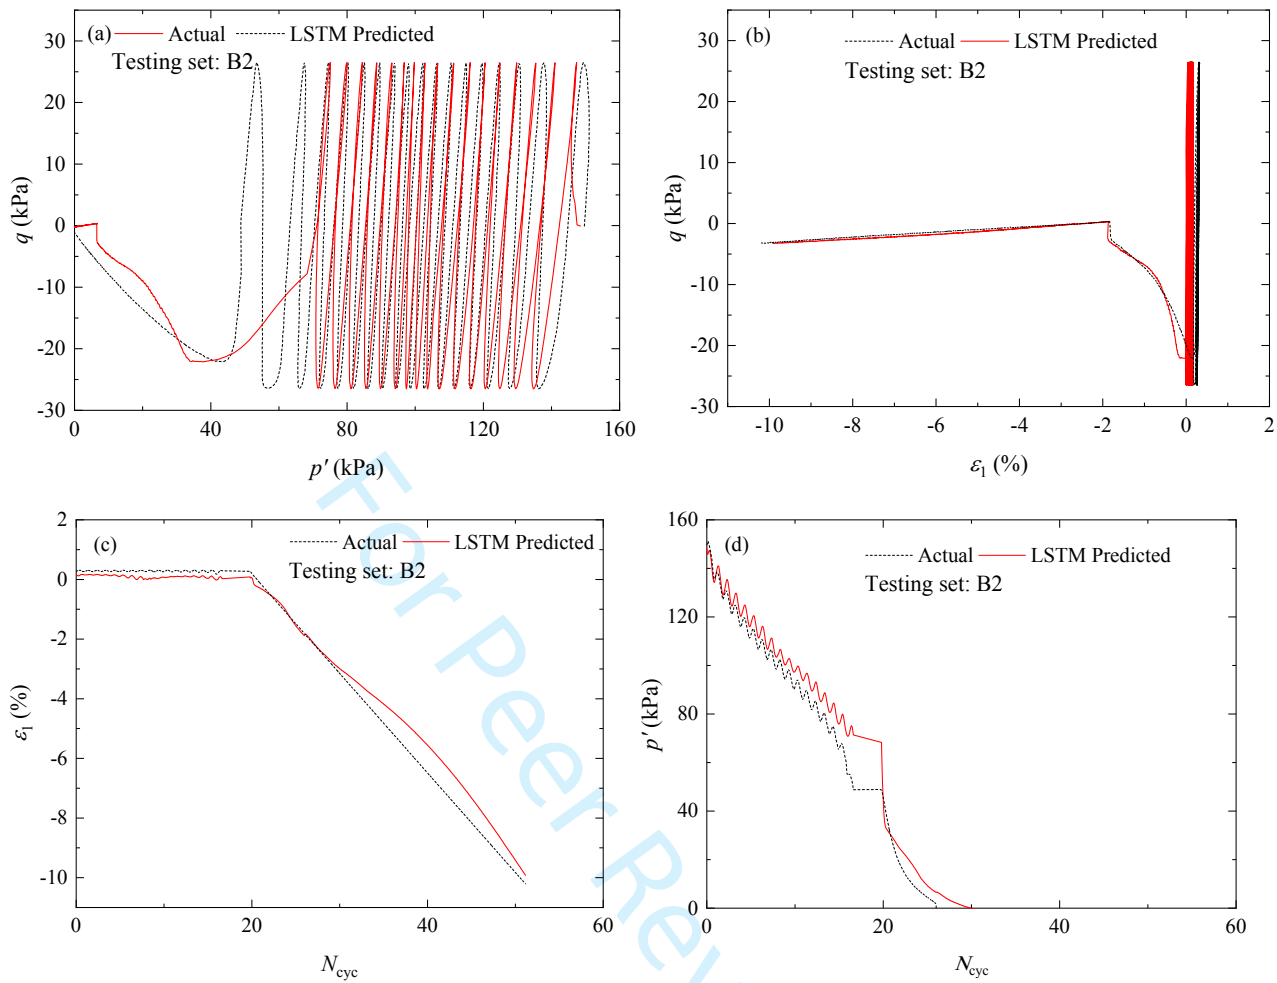 (a)
Actual
LSTM Predicted
Testing set: B2
30
20
10
0
-10
-20
-30
q (kPa)
0
40
80
120
160
p′ (kPa)
(b)
Actual
LSTM Predicted
Testing set: B2
30
20
10
0
-10
-20
-30
q (kPa)
-10
-8
-6
-4
-2
0
2
ε1 (%)
(c)
Actual
LSTM Predicted
Testing set: B2
2
0
-2
-4
-6
-8
-10
ε1 (%)
0
20
40
60
Ncyc
(d)
Actual
LSTM Predicted
Testing set: B2
160
120
80
40
0
p′ (kPa)
0
20
40
60
Ncyc
For Peer Rev